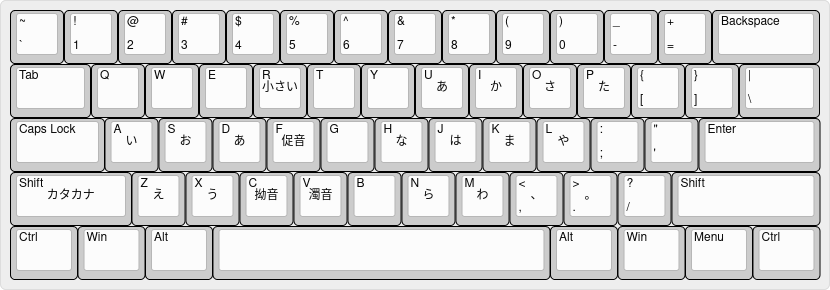 ~ ! @ # $ % ^ & * ( ) _ + Backspace
` 1 2 3 4 5 6 7 8 9 0 - =
Tab Q W E R 小さい T Y U あ I か O さ P た { } |
[ ] \
Caps Lock A い S お D あ F 促音 G H な J は K ま L や : " Enter
; '
Shift カタカナ Z え X う C 拗音 V 濁音 B N ら M わ < 、 > 。 ? Shift
, . /
Ctrl Win Alt Alt Win Menu Ctrl